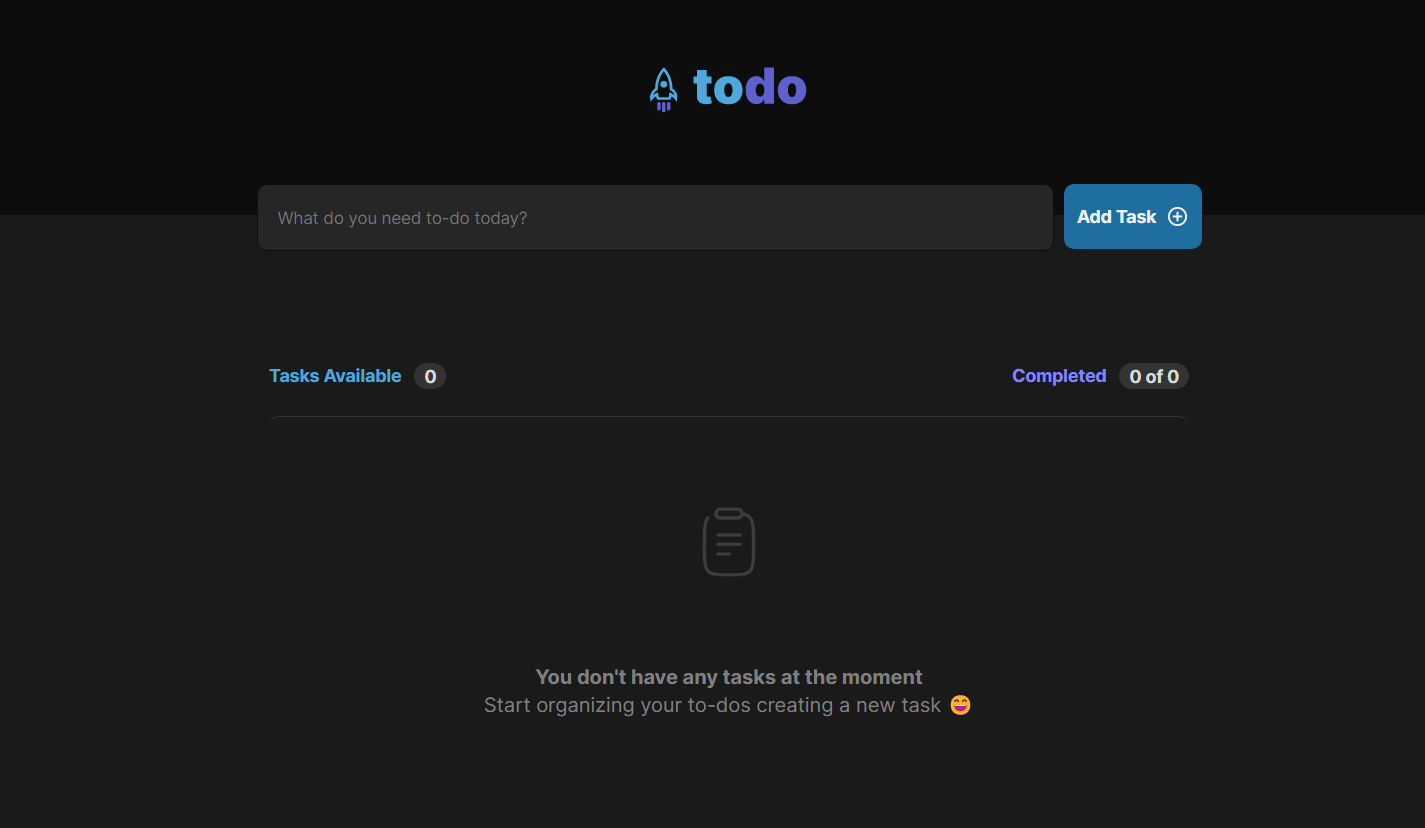 todo
What do you need to-do today?
Add Task
Tasks Available 0
Completed 0 of 0
You don't have any tasks at the moment
Start organizing your to-dos creating a new task 😄